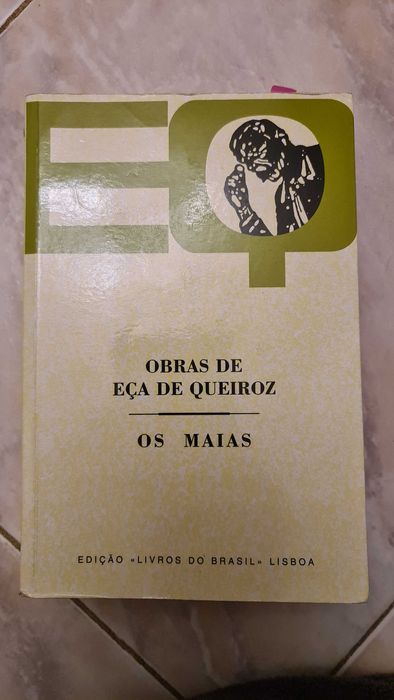 EQ
OBRAS DE
EÇA DE QUEIROZ
OS MAIAS
EDIÇÃO «LIVROS DO BRASIL» LISBOA